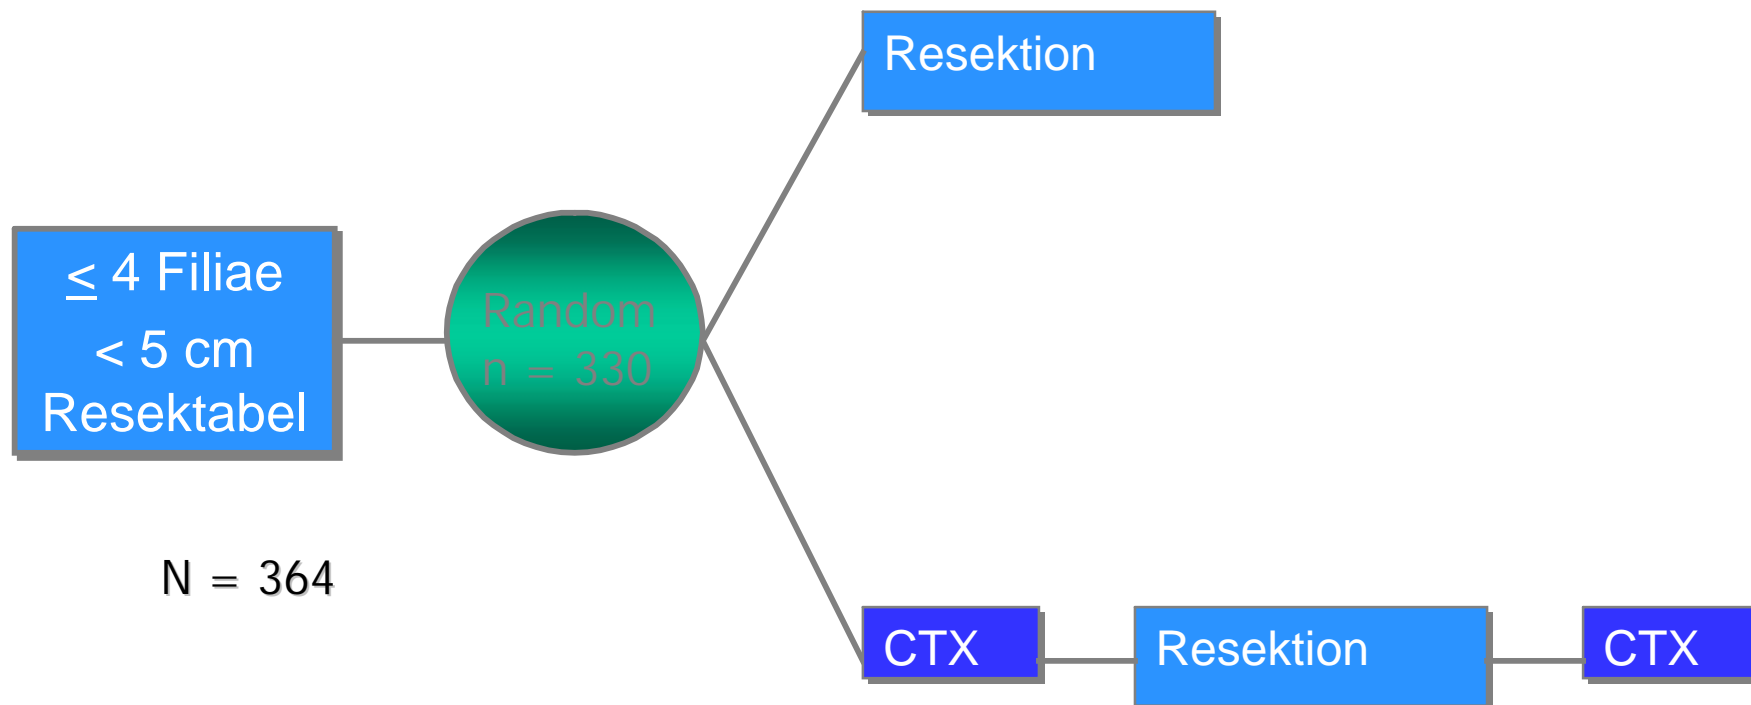 Resektion
≤ 4 Filiae
< 5 cm
Resektabel
Random
n = 330
N = 364
CTX
Resektion
CTX